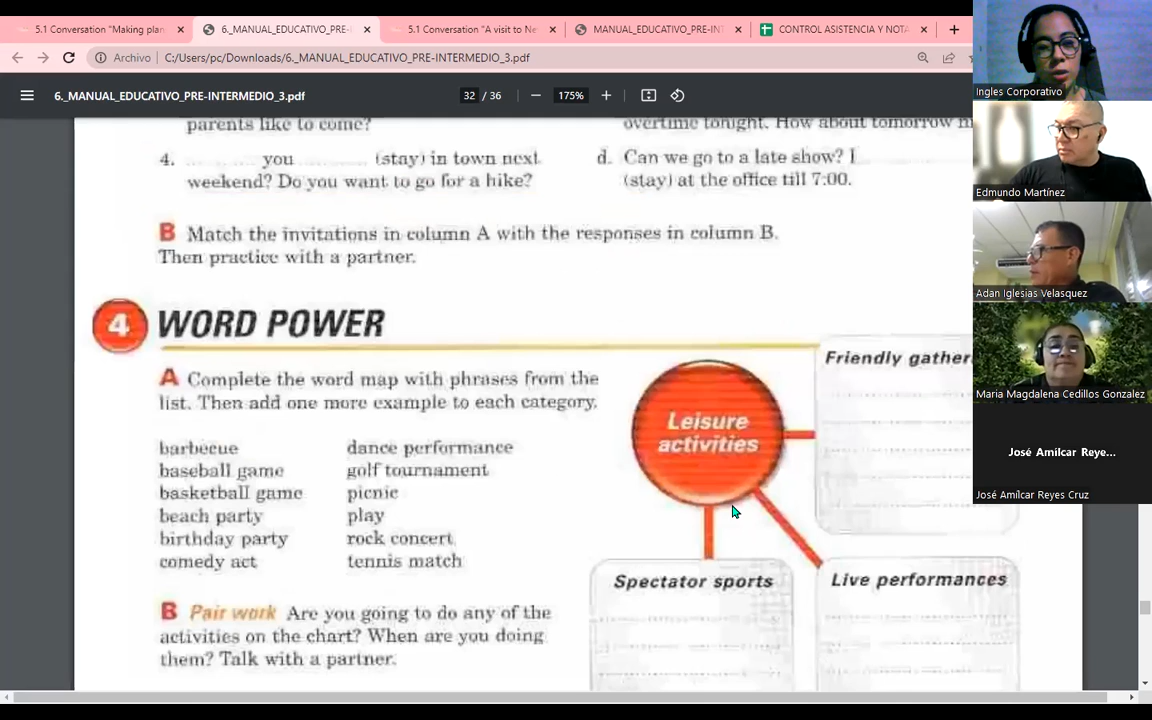 5.1 Conversation "Making plan
6._MANUAL_EDUCATIVO_PRE-I
5.1 Conversation "A visit to Ne
MANUAL_EDUCATIVO_PRE-INT
CONTROL ASISTENCIA Y NOTA
Archivo
C:/Users/pc/Downloads/6._MANUAL_EDUCATIVO_PRE-INTERMEDIO_3.pdf
6._MANUAL_EDUCATIVO_PRE-INTERMEDIO_3.pdf
32 / 36
175%
parents like to come?
4. you (stay) in town next
weekend? Do you want to go for a hike?
overtime tonight. How about tomorrow
d. Can we go to a late show? I
(stay) at the office till 7:00.
B Match the invitations in column A with the responses in column B.
Then practice with a partner.
4 WORD POWER
A Complete the word map with phrases from the
list. Then add one more example to each category.
barbecue
baseball game
basketball game
beach party
birthday party
comedy act
dance performance
golf tournament
picnic
play
rock concert
tennis match
B Pair work Are you going to do any of the
activities on the chart? When are you doing
them? Talk with a partner.
Leisure
activities
Friendly gather
Spectator sports
Live performances
Ingles Corporativo
Edmundo Martínez
Adan Iglesias Velasquez
Maria Magdalena Cedillos Gonzalez
José Amilcar Reye...
José Amílcar Reyes Cruz